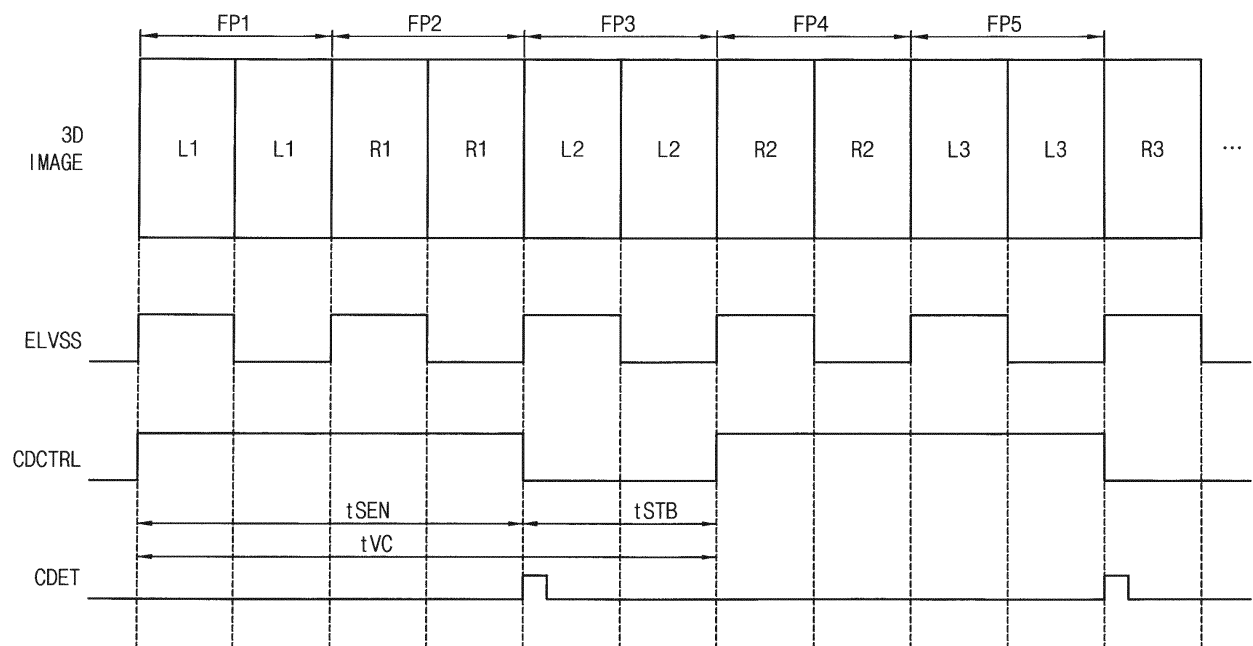 FP1 FP2 FP3 FP4 FP5
3D
IMAGE
L1 L1 R1 R1 L2 L2 R2 R2 L3 L3 R3 ...
ELVSS
CDCTRL
tSEN tSTB
tVC
CDET